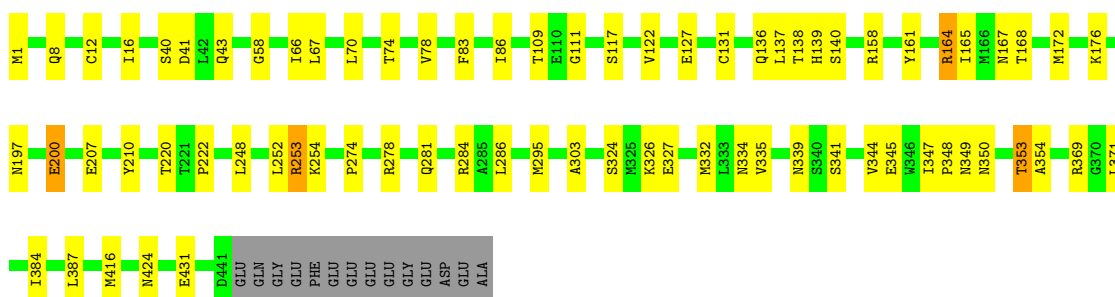 M1 Q8 C12 I16 S40 D41 L42 Q43 G58 I66 L67 L70 T74 V78 F83 I86 T109 E110 G111 S117 V122 E127 C131 Q136 L137 T138 H139 S140 R158 Y161 R164 I165 M166 N167 T168 M172 K176
N197 E200 E207 Y210 T220 T221 P222 L248 L252 R253 K254 P274 R278 Q281 R284 A285 L286 M295 A303 S324 M325 K326 E327 M332 L333 N334 V335 N339 S340 S341 V344 E345 W346 I347 P348 N349 N350 T353 A354 R369 G370 L371
I384 L387 M416 N424 E431 D441 GLU GLN GLY GLU PHE GLU GLU GLU GLU GLY GLU ASP GLU ALA